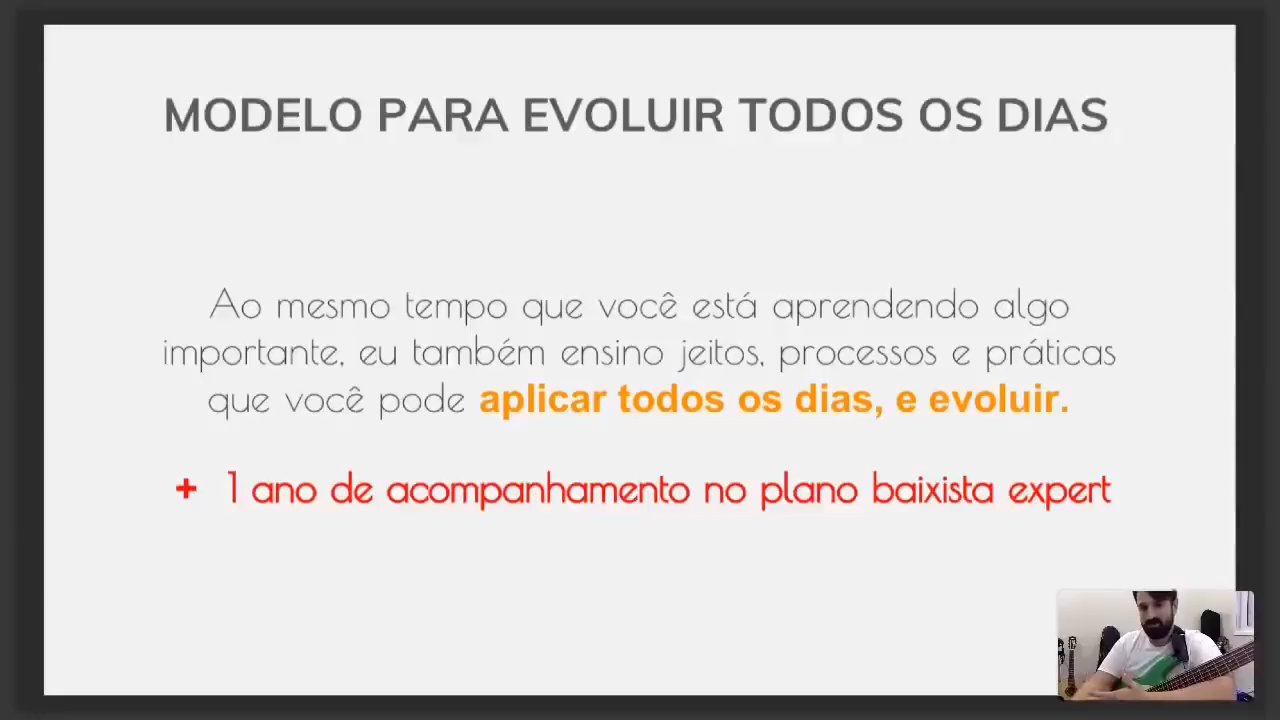 MODELO PARA EVOLUIR TODOS OS DIAS
Ao mesmo tempo que você está aprendendo algo
importante, eu também ensino jeitos, processos e práticas
que você pode aplicar todos os dias, e evoluir.
+ 1 ano de acompanhamento no plano baixista expert